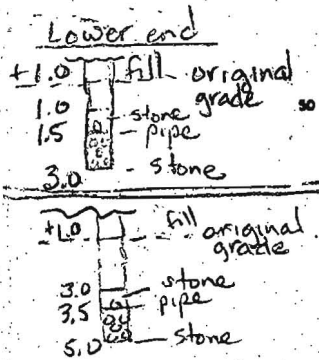 Lower end
+1.0 fill original
grade
1.0 stone
1.5 pipe
3.0 - stone
+1.0 fill original
grade
3.0 stone
3.5 pipe
5.0 stone